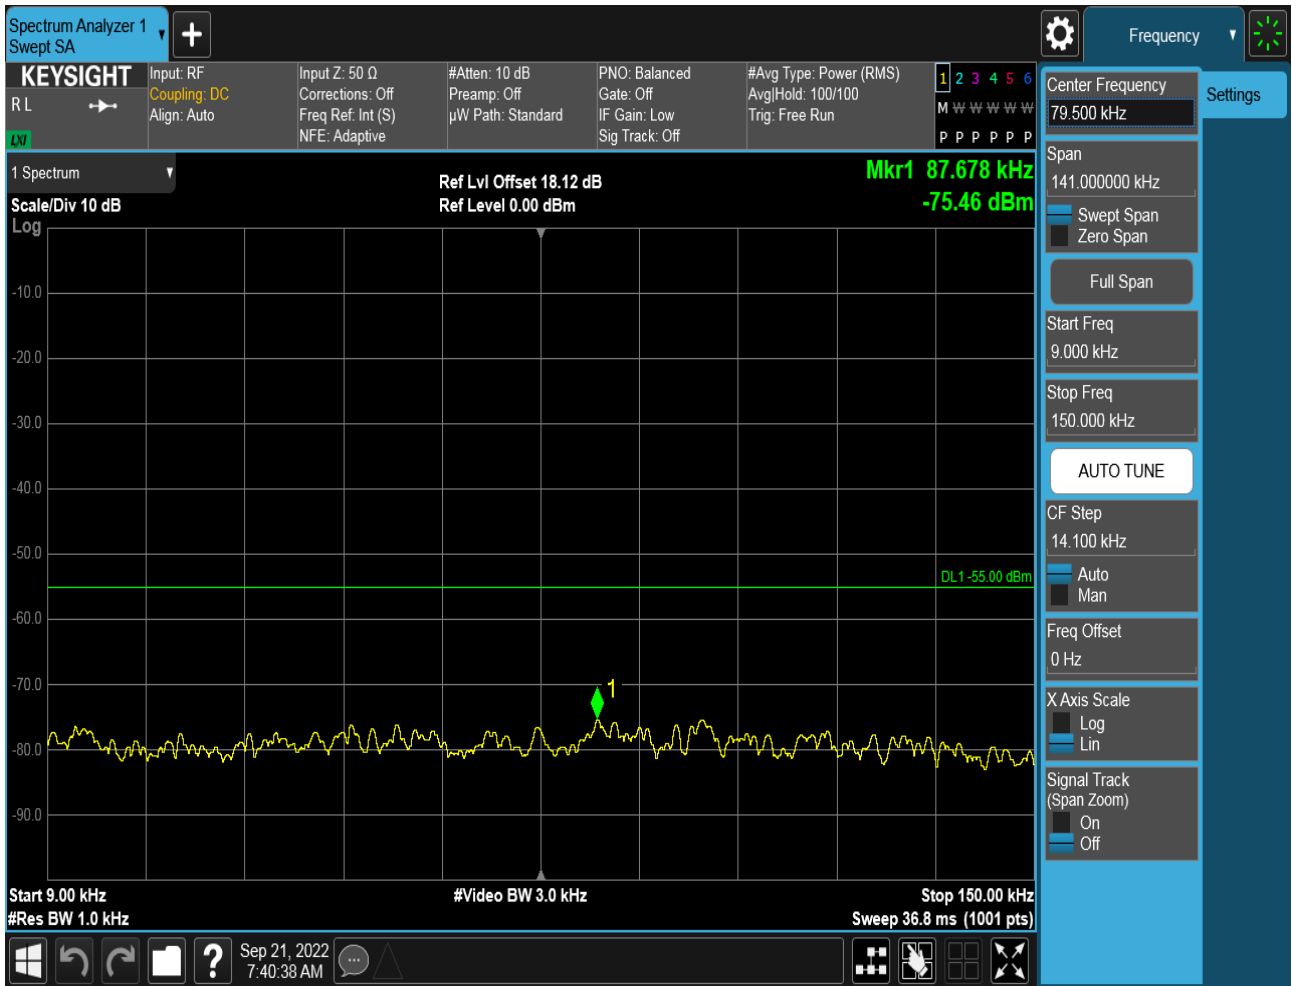 Spectrum Analyzer 1
Swept SA
Frequency
KEYSIGHT
R L
LXI
Input: RF
Coupling: DC
Align: Auto
Input Z: 50 Ω
Corrections: Off
Freq Ref: Int (S)
NFE: Adaptive
#Atten: 10 dB
Preamp: Off
µW Path: Standard
PNO: Balanced
Gate: Off
IF Gain: Low
Sig Track: Off
#Avg Type: Power (RMS)
Avg|Hold: 100/100
Trig: Free Run
1 2 3 4 5 6
M W W W W W
P P P P P P
1 Spectrum
Scale/Div 10 dB
Log
Ref Lvl Offset 18.12 dB
Ref Level 0.00 dBm
Mkr1 87.678 kHz
-75.46 dBm
-10.0
-20.0
-30.0
-40.0
-50.0
DL1 -55.00 dBm
-60.0
-70.0
1
-80.0
-90.0
Start 9.00 kHz
#Video BW 3.0 kHz
Stop 150.00 kHz
#Res BW 1.0 kHz
Sweep 36.8 ms (1001 pts)
?
Sep 21, 2022
7:40:38 AM
Center Frequency
79.500 kHz
Settings
Span
141.000000 kHz
Swept Span
Zero Span
Full Span
Start Freq
9.000 kHz
Stop Freq
150.000 kHz
AUTO TUNE
CF Step
14.100 kHz
Auto
Man
Freq Offset
0 Hz
X Axis Scale
Log
Lin
Signal Track
(Span Zoom)
On
Off